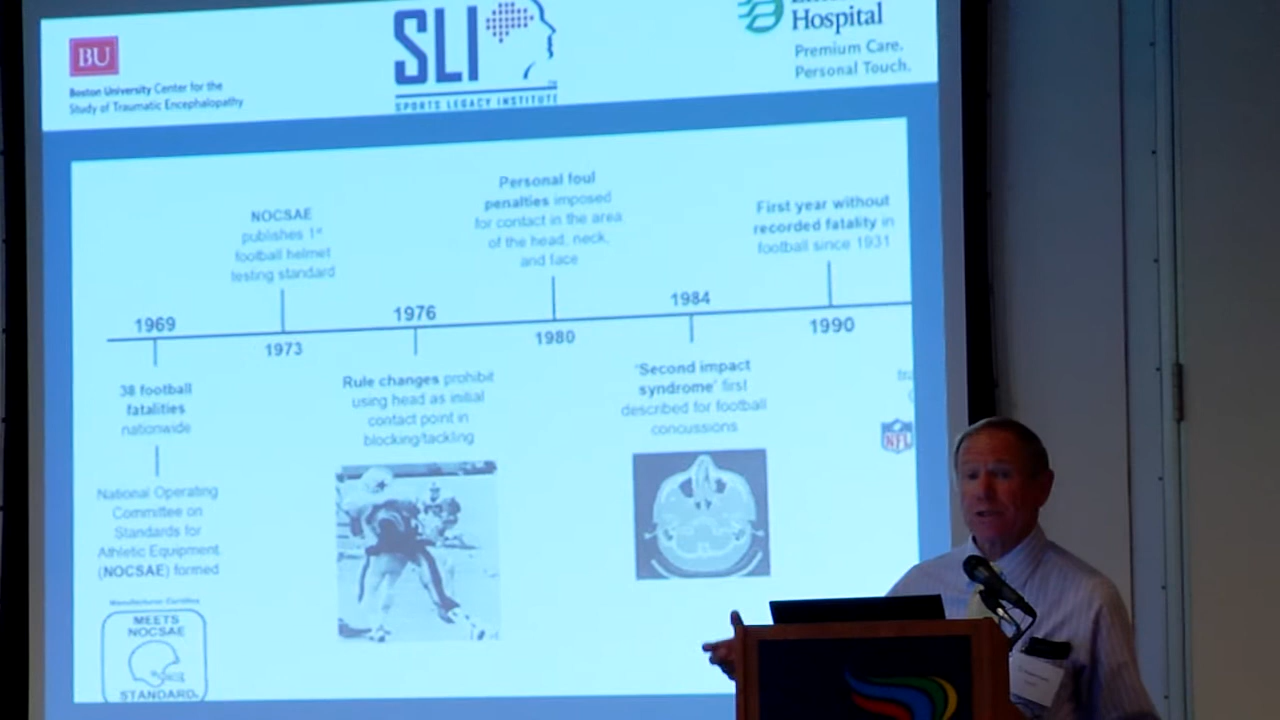 BU
Boston University Center for the
Study of Traumatic Encephalopathy
SLI
SPORTS LEGACY INSTITUTE
Hospital
Premium Care.
Personal Touch.
Personal foul
penalties imposed
for contact in the area
of the head, neck,
and face
NOCSAE
publishes 1st
football helmet
testing standard
First year without
recorded fatality in
football since 1931
1969
1973
1976
1980
1984
1990
38 football
fatalities
nationwide
Rule changes prohibit
using head as initial
contact point in
blocking/tackling
'Second impact
syndrome' first
described for football
concussions
NFL
National Operating
Committee on
Standards for
Athletic Equipment
(NOCSAE) formed
Manufacturer Certifies
MEETS
NOCSAE
STANDARD